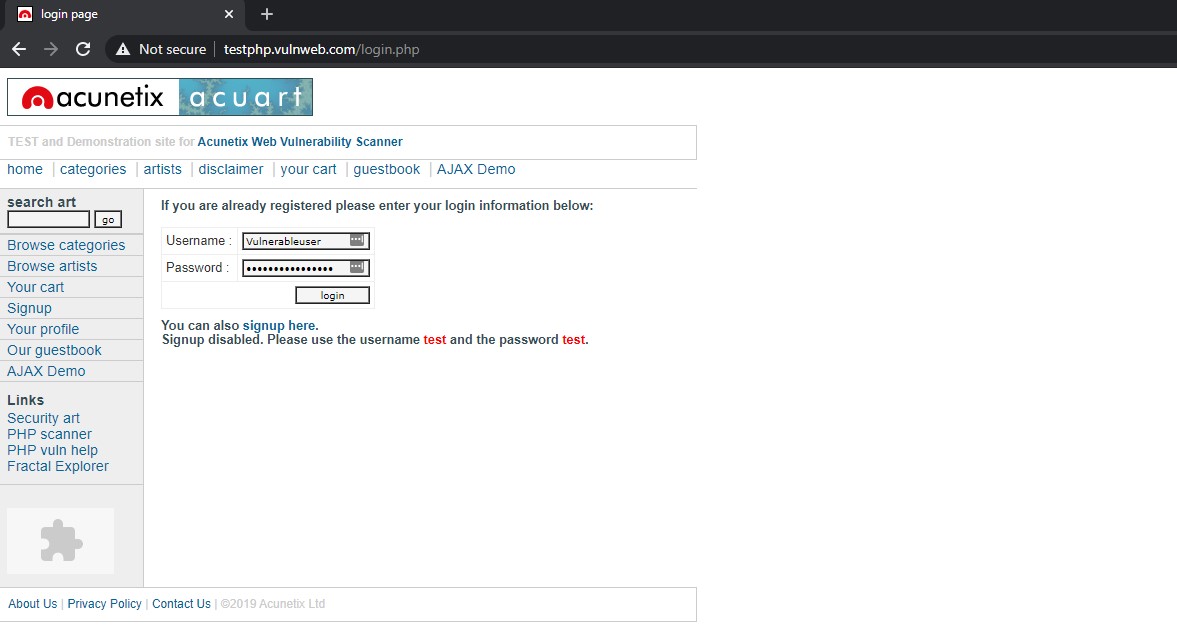 login page
Not secure testphp.vulnweb.com/login.php
acunetix acuart
TEST and Demonstration site for Acunetix Web Vulnerability Scanner
home | categories | artists | disclaimer | your cart | guestbook | AJAX Demo
search art
go
Browse categories
Browse artists
Your cart
Signup
Your profile
Our guestbook
AJAX Demo
Links
Security art
PHP scanner
PHP vuln help
Fractal Explorer
If you are already registered please enter your login information below:
Username : Vulnerableuser
Password : ••••••••••••••••
login
You can also signup here.
Signup disabled. Please use the username test and the password test.
About Us | Privacy Policy | Contact Us | ©2019 Acunetix Ltd